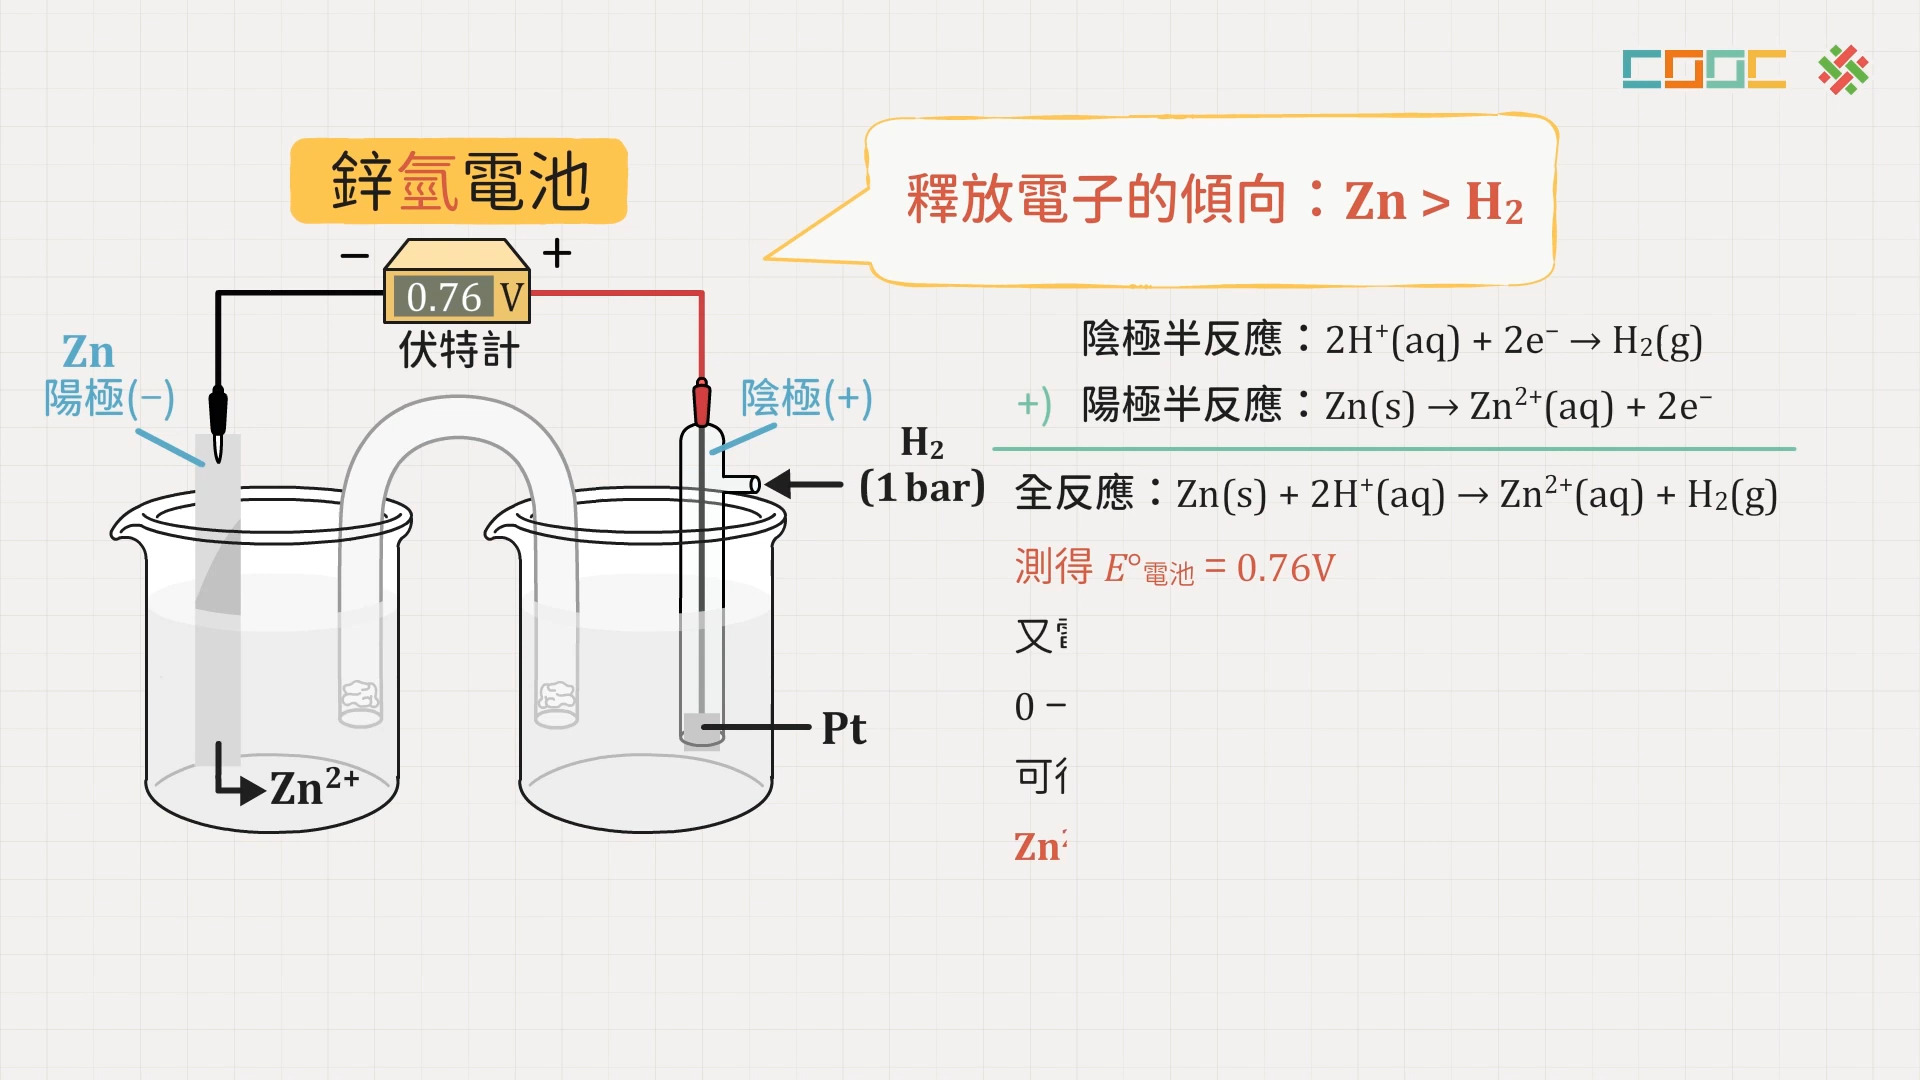 COOC
鋅氫電池
釋放電子的傾向：Zn > H₂
− +
0.76 V
伏特計
Zn
陽極(−)
陰極(+)
H₂
(1 bar)
Pt
Zn²⁺
陰極半反應：2H⁺(aq) + 2e⁻ → H₂(g)
+) 陽極半反應：Zn(s) → Zn²⁺(aq) + 2e⁻
全反應：Zn(s) + 2H⁺(aq) → Zn²⁺(aq) + H₂(g)
測得 E°電池 = 0.76V
又
0 −
可
Zn